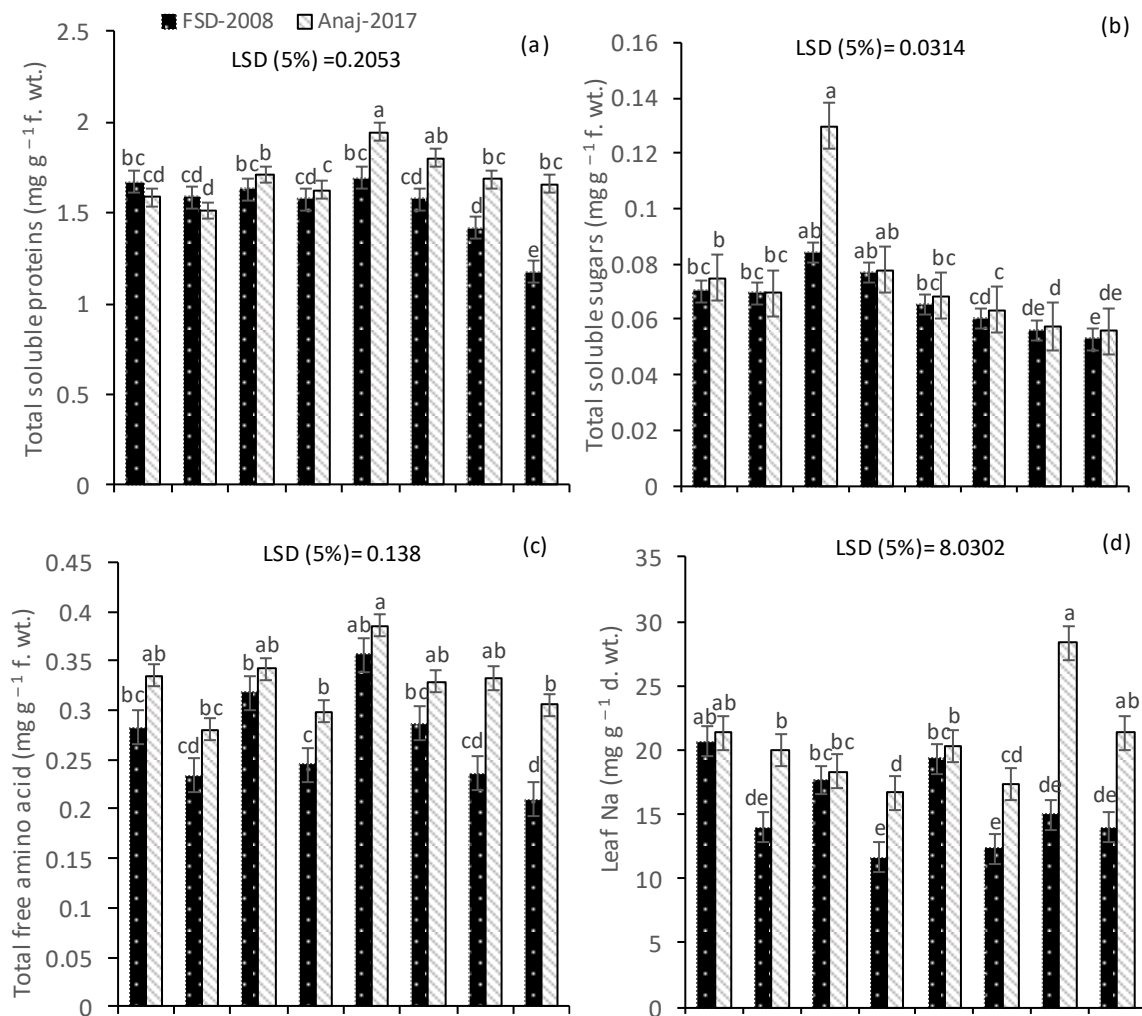 FSD-2008 Anaj-2017
(a)
LSD (5%) =0.2053
Total soluble proteins (mg g −1 f. wt.)
2.5
2
1.5
1
0.5
0
bc cd cd d bc b cd c bc a cd ab d bc e bc
(b)
LSD (5%)= 0.0314
Total soluble sugars (mg g −1 f. wt.)
0.16
0.14
0.12
0.1
0.08
0.06
0.04
0.02
0
bc b bc bc ab a ab ab bc bc cd c de d e de
(c)
LSD (5%)= 0.138
Total free amino acid (mg g −1 f. wt.)
0.45
0.4
0.35
0.3
0.25
0.2
0.15
0.1
0.05
0
bc ab cd bc b ab c b ab a bc ab cd ab d b
(d)
LSD (5%)= 8.0302
Leaf Na (mg g −1 d. wt.)
35
30
25
20
15
10
5
0
ab ab de b bc bc e d bc b e cd de a de ab